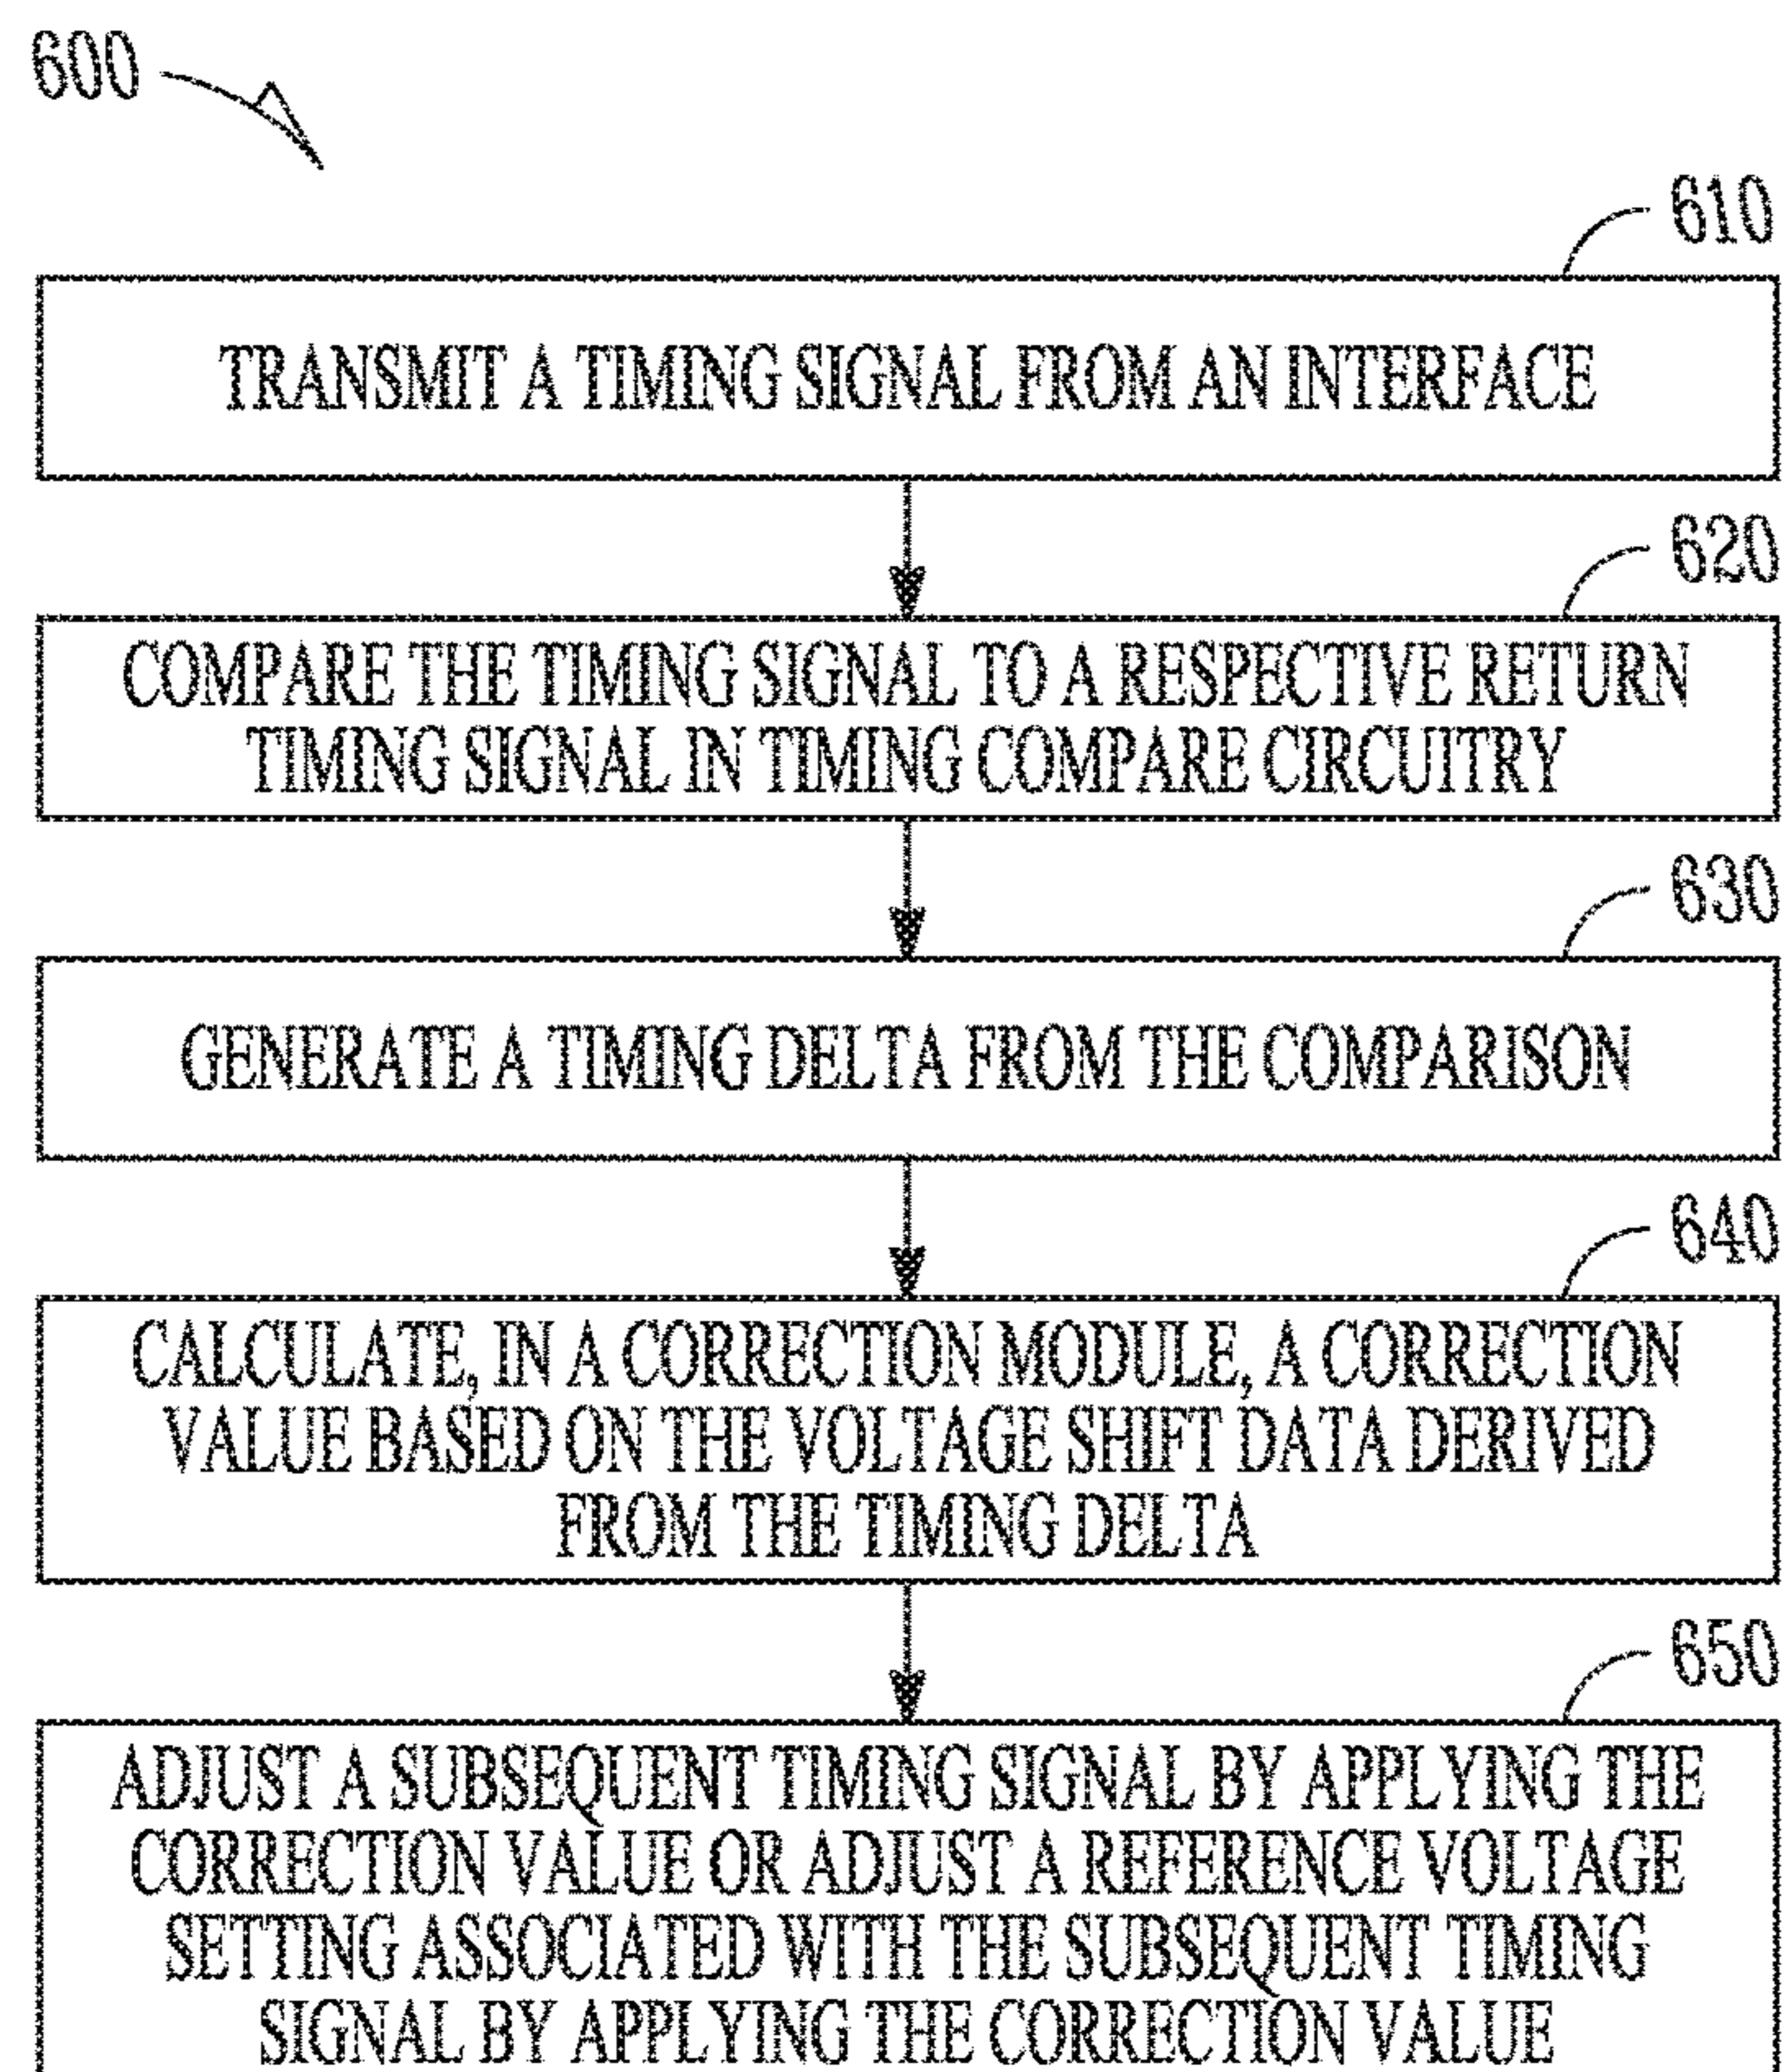 600
610
TRANSMIT A TIMING SIGNAL FROM AN INTERFACE
620
COMPARE THE TIMING SIGNAL TO A RESPECTIVE RETURN
TIMING SIGNAL IN TIMING COMPARE CIRCUITRY
630
GENERATE A TIMING DELTA FROM THE COMPARISON
640
CALCULATE, IN A CORRECTION MODULE, A CORRECTION
VALUE BASED ON THE VOLTAGE SHIFT DATA DERIVED
FROM THE TIMING DELTA
650
ADJUST A SUBSEQUENT TIMING SIGNAL BY APPLYING THE
CORRECTION VALUE OR ADJUST A REFERENCE VOLTAGE
SETTING ASSOCIATED WITH THE SUBSEQUENT TIMING
SIGNAL BY APPLYING THE CORRECTION VALUE